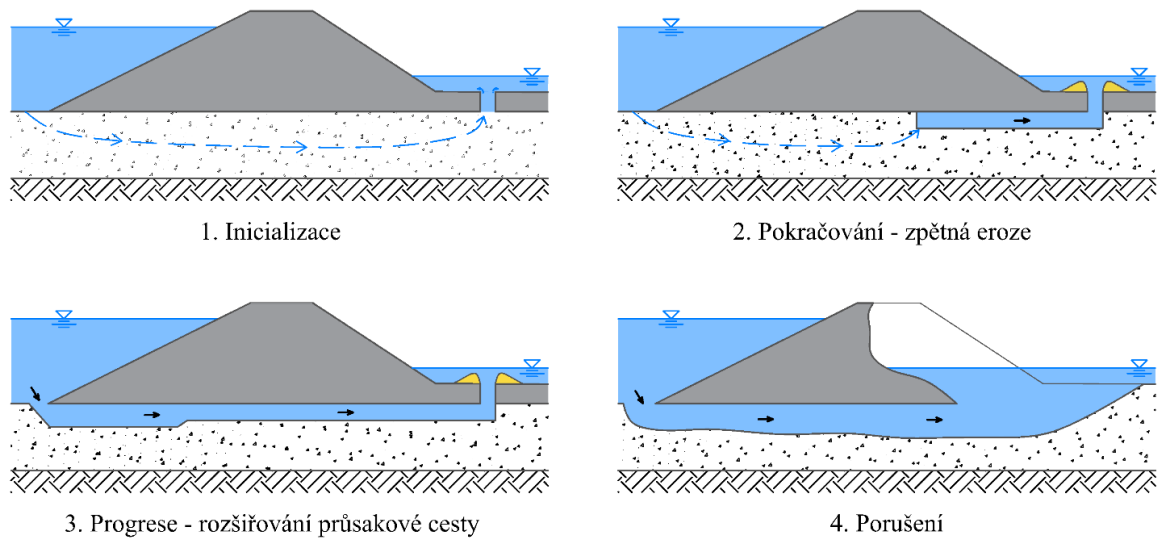 1. Inicializace
2. Pokračování - zpětná eroze
3. Progrese - rozšiřování průsakové cesty
4. Porušení